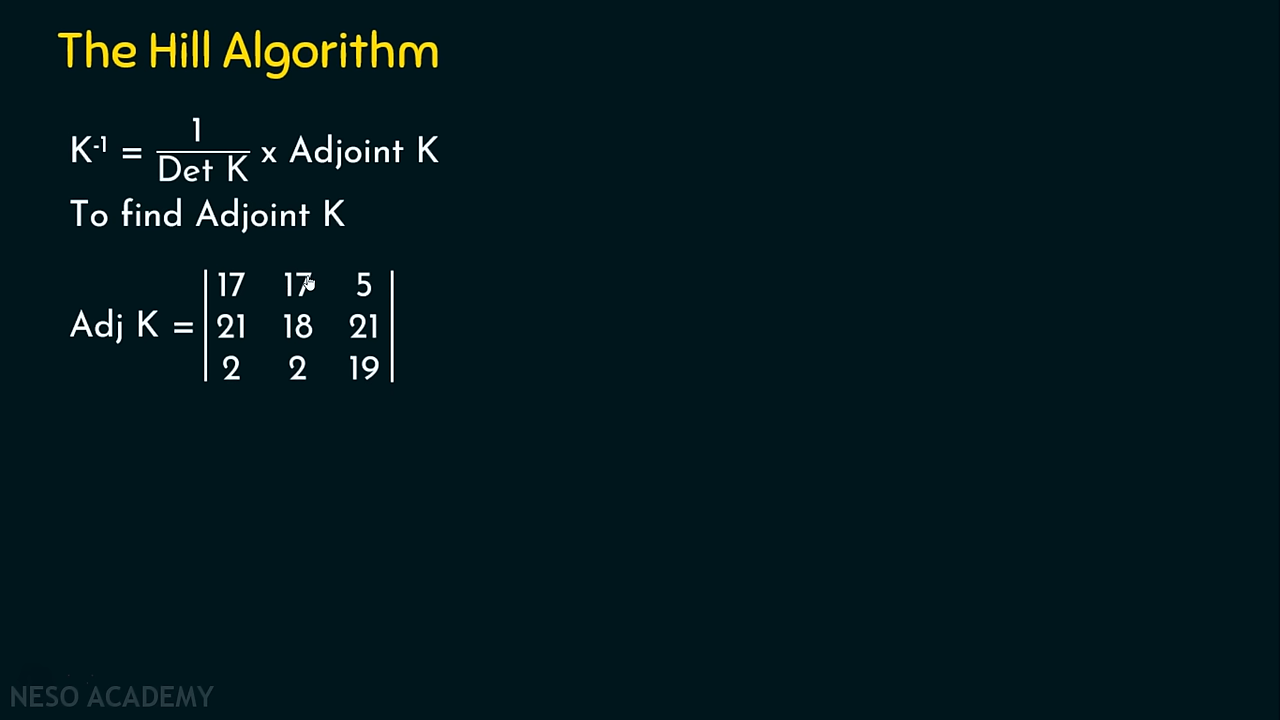 The Hill Algorithm
K⁻¹ = 1 / Det K x Adjoint K
To find Adjoint K
Adj K = | 17 17 5 |
| 21 18 21 |
| 2 2 19 |
NESO ACADEMY